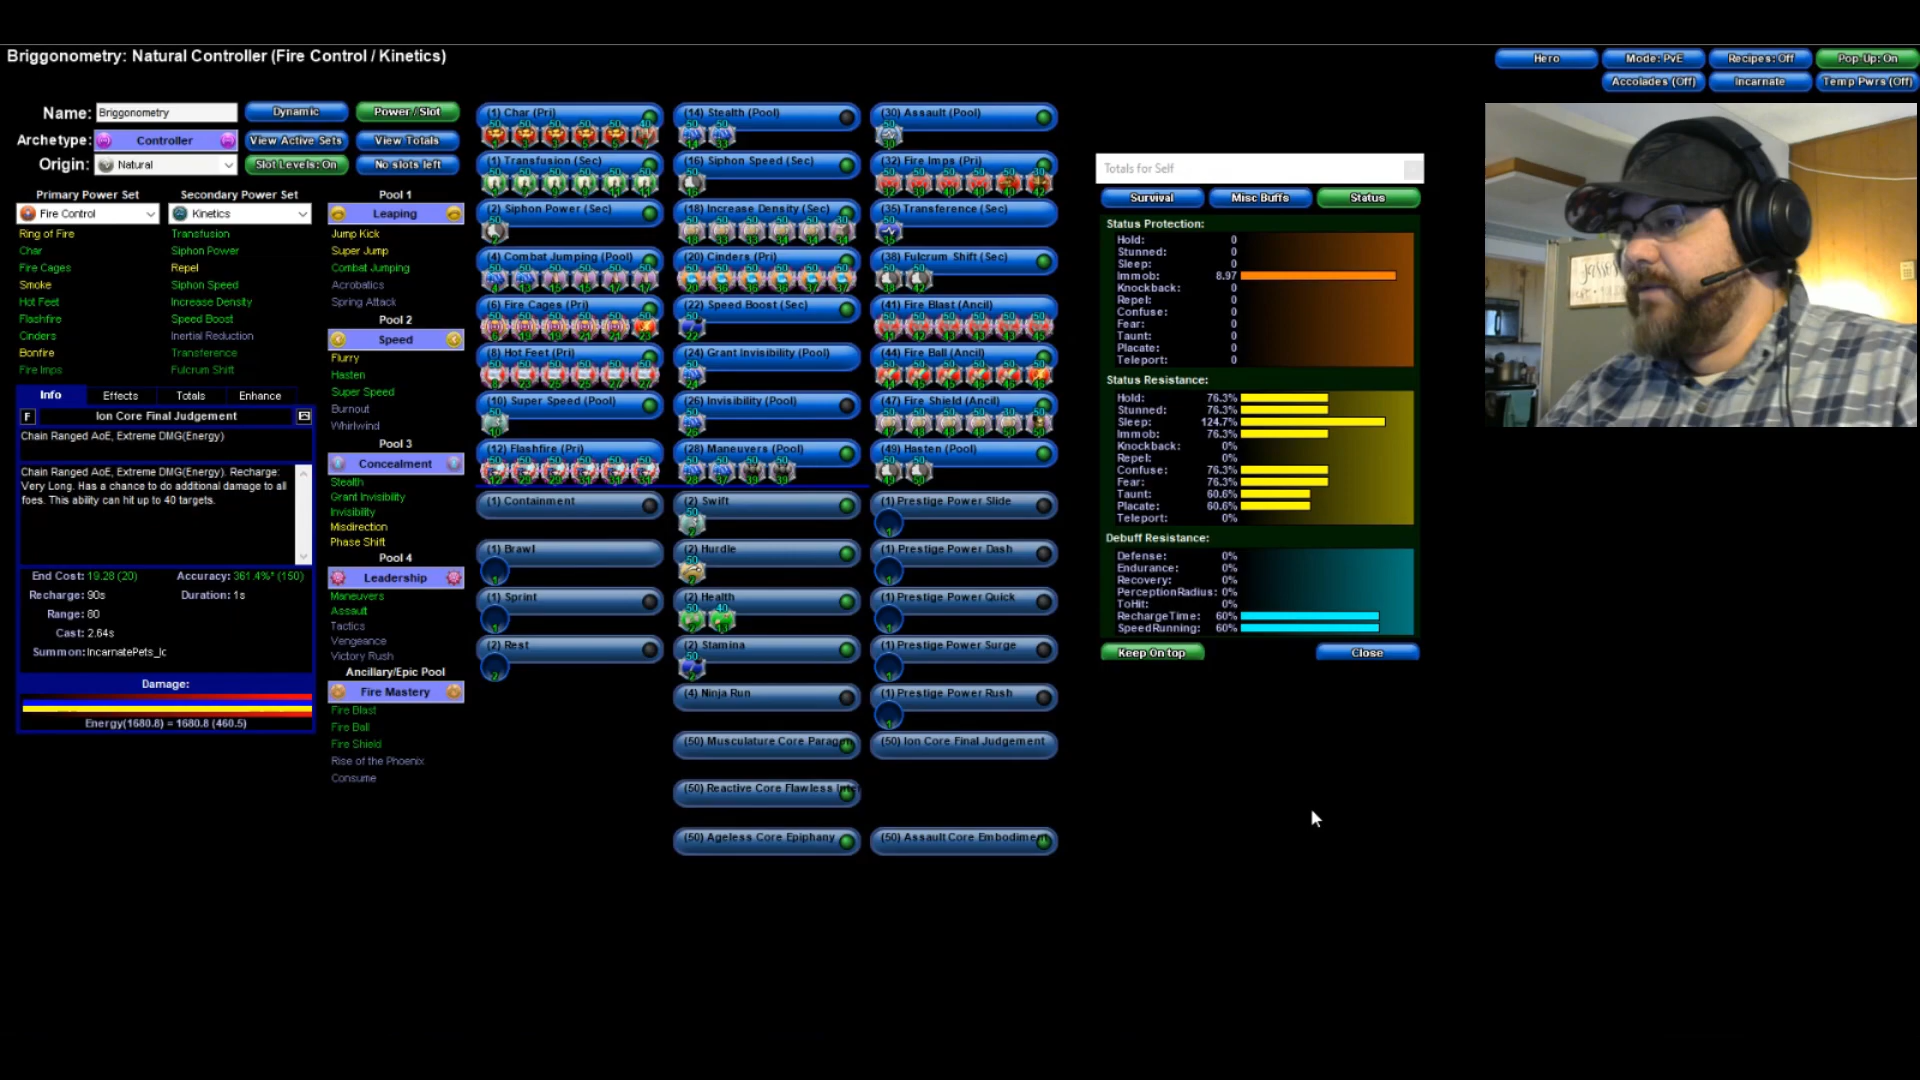 Briggonometry: Natural Controller (Fire Control / Kinetics)
Hero
Mode: PvE
Recipes: Off
Pop-Up: On
Accolades (Off)
Incarnate
Temp Pwrs (Off)
Name: Briggonometry
Dynamic
Power / Slot
Archetype: Controller
View Active Sets
View Totals
Origin: Natural
Slot Levels: On
No slots left
Primary Power Set
Secondary Power Set
Fire Control
Kinetics
Ring of Fire
Char
Fire Cages
Smoke
Hot Feet
Flashfire
Cinders
Bonfire
Fire Imps
Transfusion
Siphon Power
Repel
Siphon Speed
Increase Density
Speed Boost
Inertial Reduction
Transference
Fulcrum Shift
Pool 1
Leaping
Jump Kick
Super Jump
Combat Jumping
Acrobatics
Spring Attack
Pool 2
Speed
Flurry
Hasten
Super Speed
Burnout
Whirlwind
Pool 3
Concealment
Stealth
Grant Invisibility
Invisibility
Misdirection
Phase Shift
Pool 4
Leadership
Maneuvers
Assault
Tactics
Vengeance
Victory Rush
Ancillary/Epic Pool
Fire Mastery
Fire Blast
Fire Ball
Fire Shield
Rise of the Phoenix
Consume
Info
Effects
Totals
Enhance
F
Ion Core Final Judgement
Chain Ranged AoE, Extreme DMG(Energy)
Chain Ranged AoE, Extreme DMG(Energy). Recharge:
Very Long. Has a chance to do additional damage to all
foes. This ability can hit up to 40 targets.
End Cost: 19.28 (20)
Accuracy: 361.4%* (150)
Recharge: 90s
Duration: 1s
Range: 80
Cast: 2.64s
Summon: IncarnatePets_Ic
Damage:
Energy(1680.8) = 1680.8 (460.5)
(1) Char (Pri)
(1) Transfusion (Sec)
(2) Siphon Power (Sec)
(4) Combat Jumping (Pool)
(6) Fire Cages (Pri)
(8) Hot Feet (Pri)
(10) Super Speed (Pool)
(12) Flashfire (Pri)
(14) Stealth (Pool)
(16) Siphon Speed (Sec)
(18) Increase Density (Sec)
(20) Cinders (Pri)
(22) Speed Boost (Sec)
(24) Grant Invisibility (Pool)
(26) Invisibility (Pool)
(28) Maneuvers (Pool)
(30) Assault (Pool)
(32) Fire Imps (Pri)
(35) Transference (Sec)
(38) Fulcrum Shift (Sec)
(41) Fire Blast (Ancil)
(44) Fire Ball (Ancil)
(47) Fire Shield (Ancil)
(49) Hasten (Pool)
(1) Containment
(1) Brawl
(1) Sprint
(2) Rest
(2) Swift
(2) Hurdle
(2) Health
(2) Stamina
(4) Ninja Run
(50) Musculature Core Parago
(50) Reactive Core Flawless Inte
(50) Ageless Core Epiphany
(1) Prestige Power Slide
(1) Prestige Power Dash
(1) Prestige Power Quick
(1) Prestige Power Surge
(1) Prestige Power Rush
(50) Ion Core Final Judgement
(50) Assault Core Embodiment
Totals for Self
Survival
Misc Buffs
Status
Status Protection:
Hold: 0
Stunned: 0
Sleep: 0
Immob: 8.97
Knockback: 0
Repel: 0
Confuse: 0
Fear: 0
Taunt: 0
Placate: 0
Teleport: 0
Status Resistance:
Hold: 76.3%
Stunned: 76.3%
Sleep: 124.7%
Immob: 76.3%
Knockback: 0%
Repel: 0%
Confuse: 76.3%
Fear: 76.3%
Taunt: 60.6%
Placate: 60.6%
Teleport: 0%
Debuff Resistance:
Defense: 0%
Endurance: 0%
Recovery: 0%
PerceptionRadius: 0%
ToHit: 0%
RechargeTime: 60%
SpeedRunning: 60%
Keep On top
Close